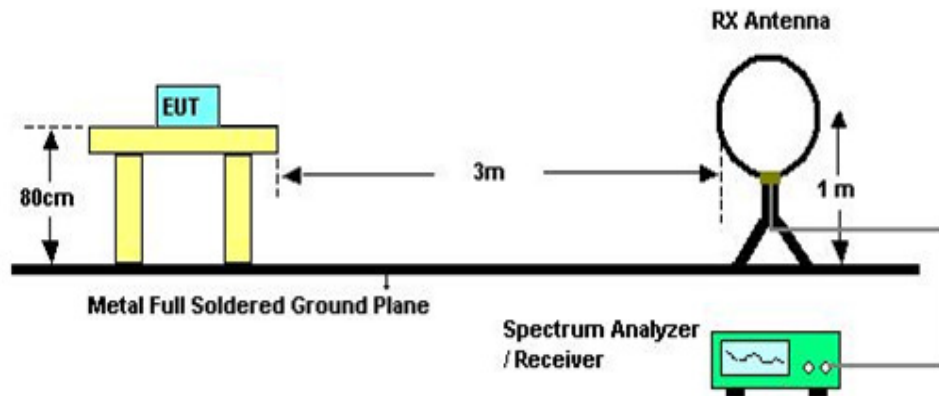 RX Antenna
EUT
80cm
3m
1 m
Metal Full Soldered Ground Plane
Spectrum Analyzer
/ Receiver